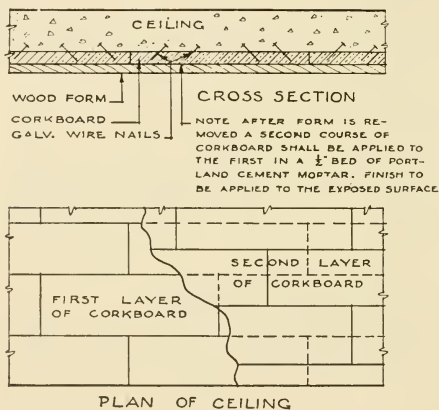 CEILING
WOOD FORM
CORKBOARD
GALV. WIRE NAILS
CROSS SECTION
NOTE AFTER FORM IS RE-
MOVED A SECOND COURSE OF
CORKBOARD SHALL BE APPLIED TO
THE FIRST IN A ½" BED OF PORT-
LAND CEMENT MORTAR. FINISH TO
BE APPLIED TO THE EXPOSED SURFACE
FIRST LAYER
OF CORKBOARD
SECOND LAYER
OF CORKBOARD
PLAN OF CEILING